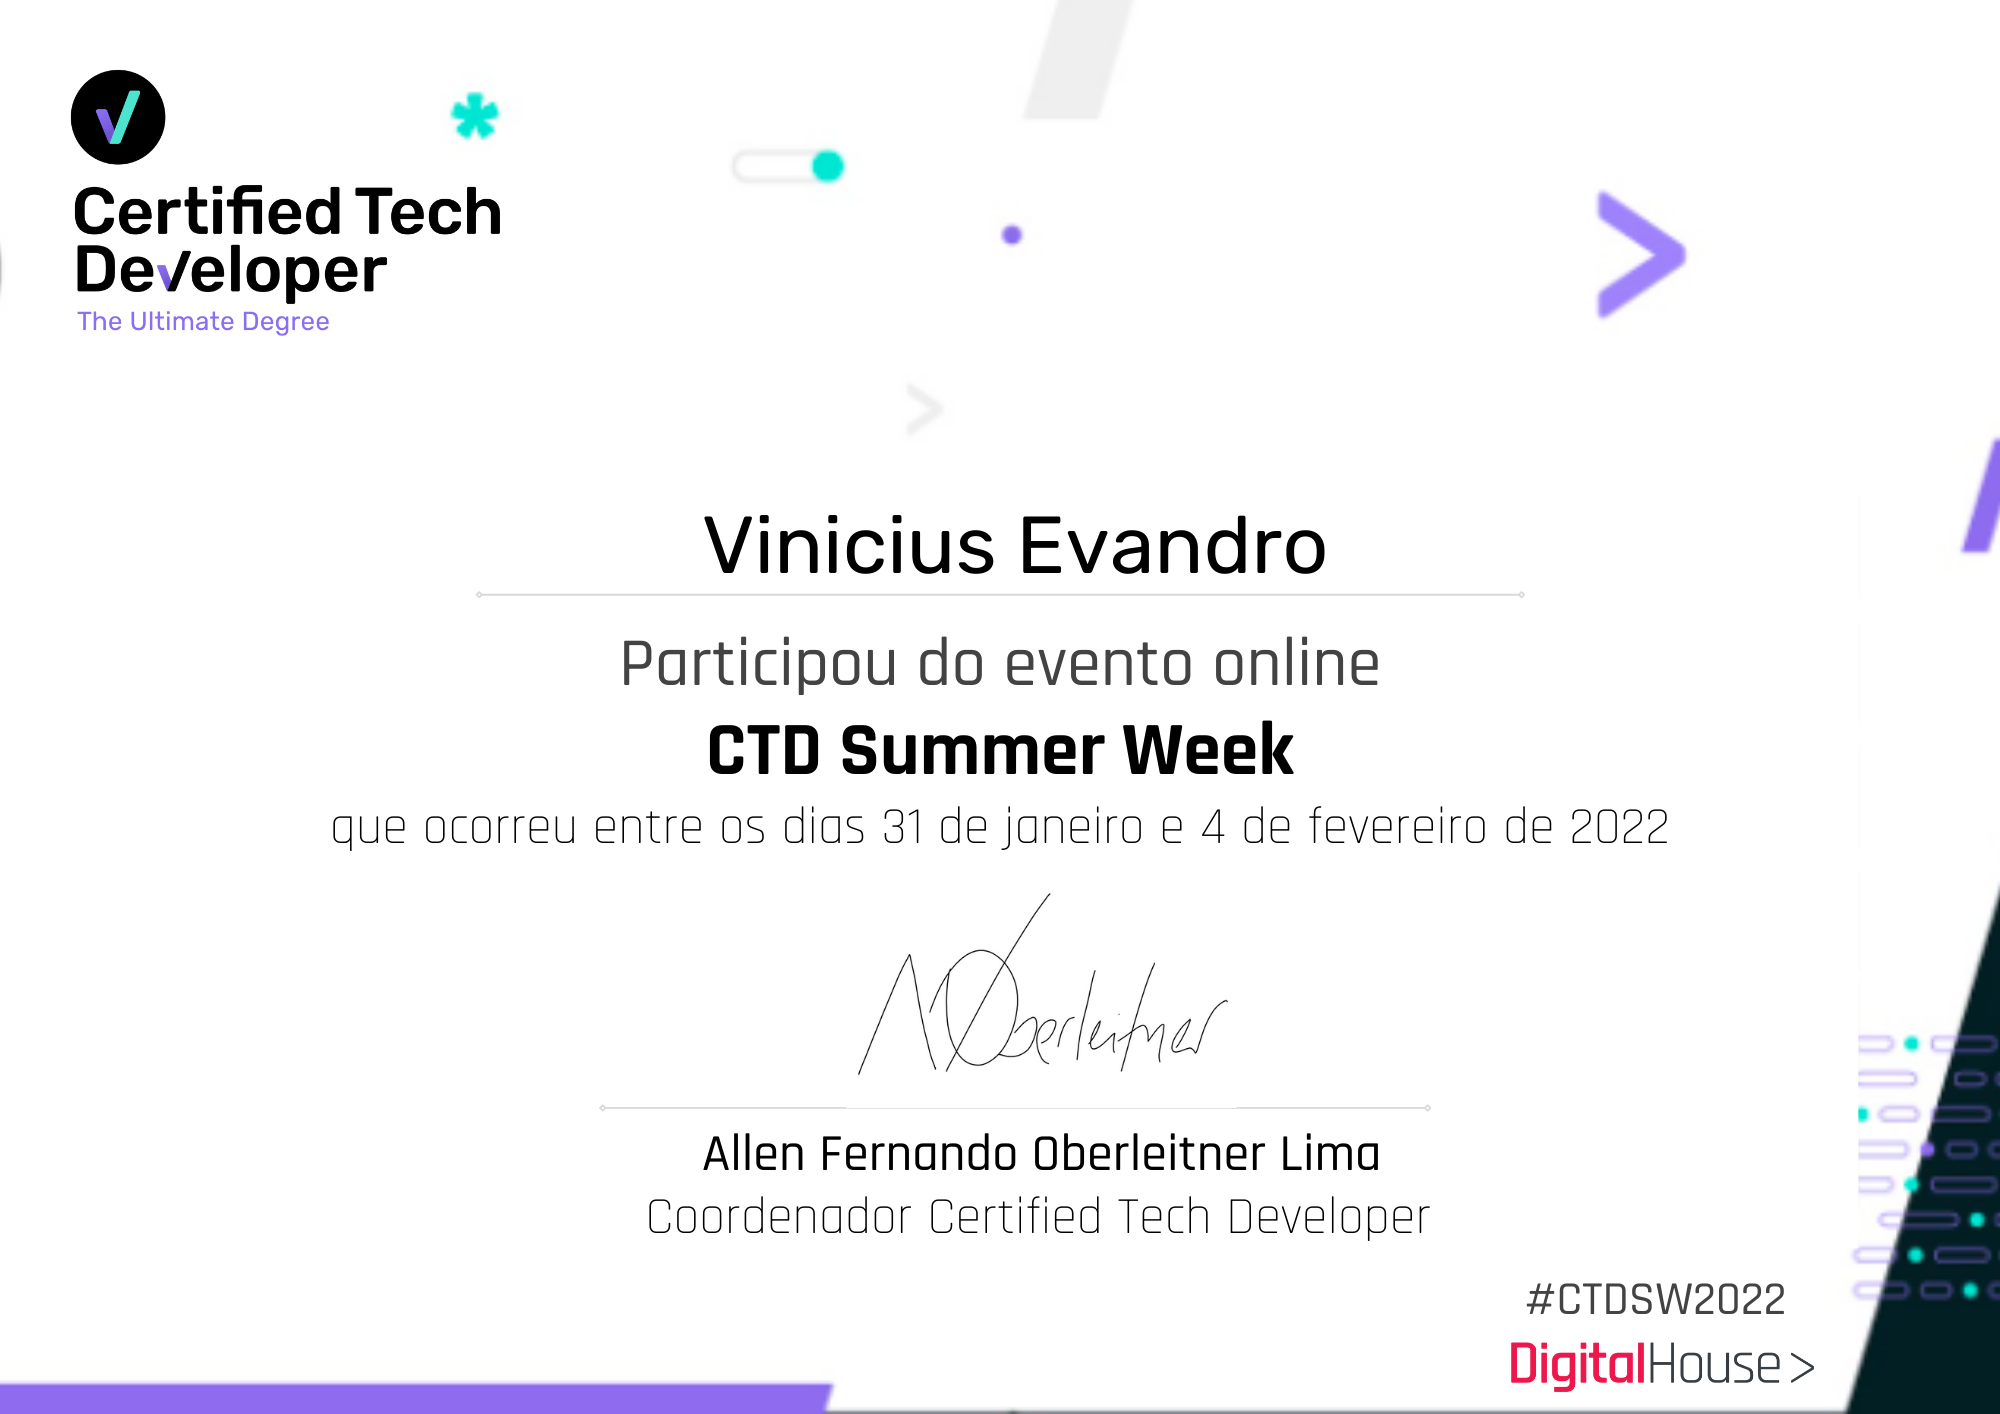 Certified Tech
Developer
The Ultimate Degree
Vinicius Evandro
Participou do evento online
CTD Summer Week
que ocorreu entre os dias 31 de janeiro e 4 de fevereiro de 2022
Oberleitner
Allen Fernando Oberleitner Lima
Coordenador Certified Tech Developer
#CTDSW2022
DigitalHouse>